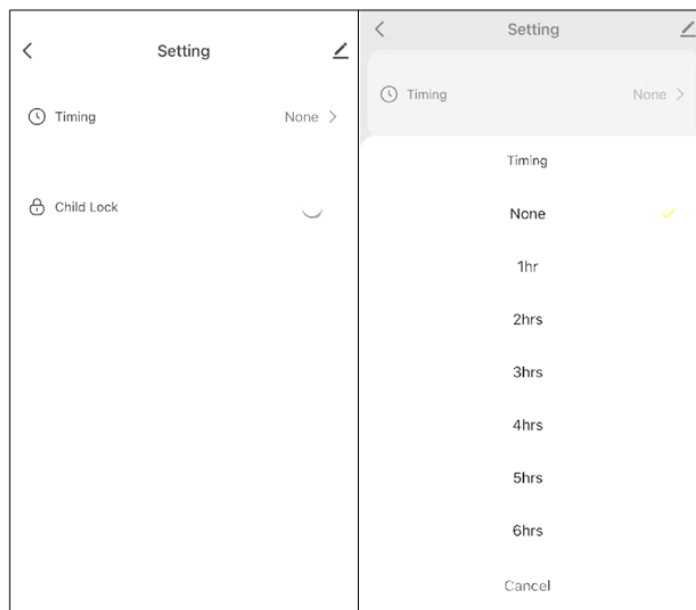 Setting
Timing None
Child Lock
Setting
Timing None
Timing
None
1hr
2hrs
3hrs
4hrs
5hrs
6hrs
Cancel